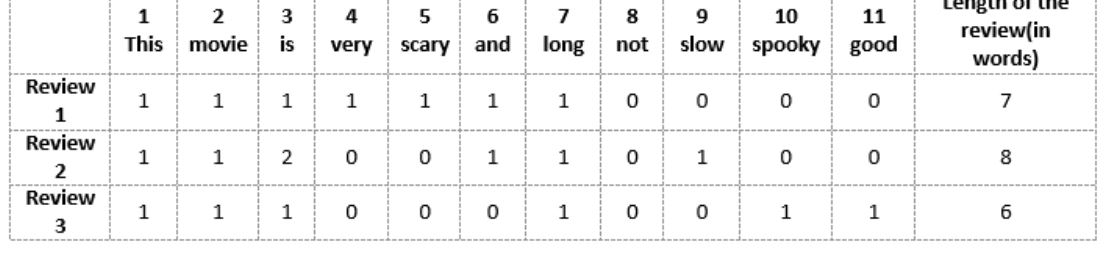 1 2 3 4 5 6 7 8 9 10 11 Length of the
This movie is very scary and long not slow spooky good review(in
words)
Review
1 1 1 1 1 1 1 1 0 0 0 0 7
Review
2 1 1 2 0 0 1 1 0 1 0 0 8
Review
3 1 1 1 0 0 0 1 0 0 1 1 6